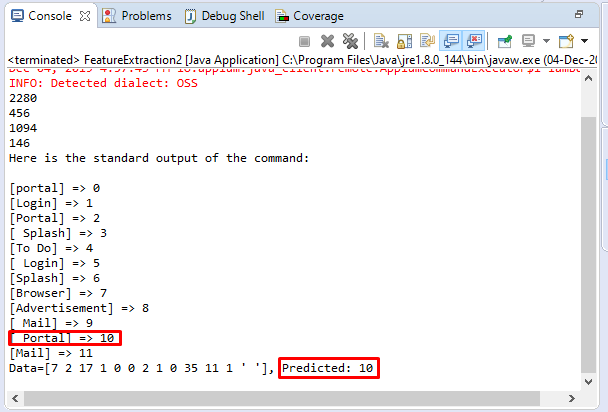 Console Problems Debug Shell Coverage
<terminated> FeatureExtraction2 [Java Application] C:\Program Files\Java\jre1.8.0_144\bin\javaw.exe (04-Dec-20
INFO: Detected dialect: OSS
2280
456
1094
146
Here is the standard output of the command:
[portal] => 0
[Login] => 1
[Portal] => 2
[ Splash] => 3
[To Do] => 4
[ Login] => 5
[Splash] => 6
[Browser] => 7
[Advertisement] => 8
[ Mail] => 9
Portal] => 10
[Mail] => 11
Data=[7 2 17 1 0 0 2 1 0 35 11 1 ' '], Predicted: 10